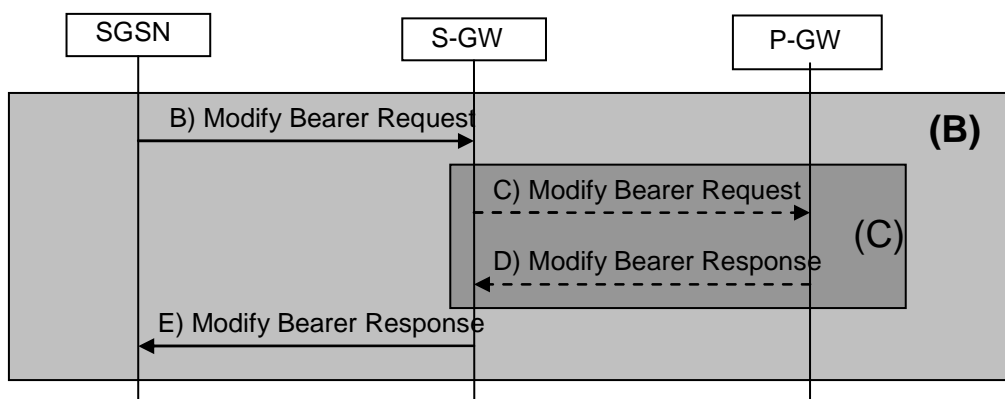 SGSN
S-GW
P-GW
B) Modify Bearer Request
(B)
C) Modify Bearer Request
(C)
D) Modify Bearer Response
E) Modify Bearer Response